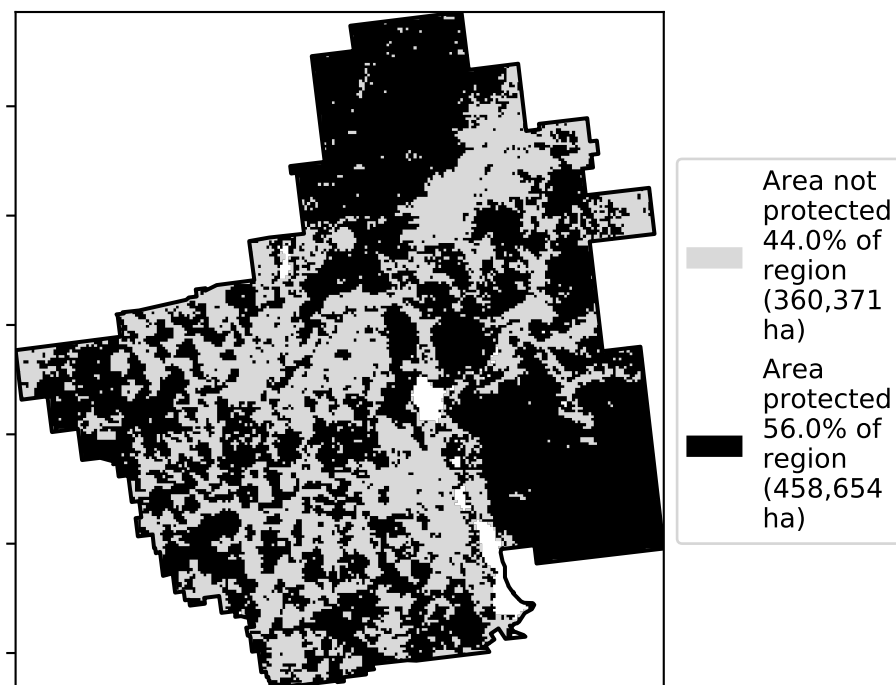 Area not
protected
44.0% of
region
(360,371
ha)
Area
protected
56.0% of
region
(458,654
ha)